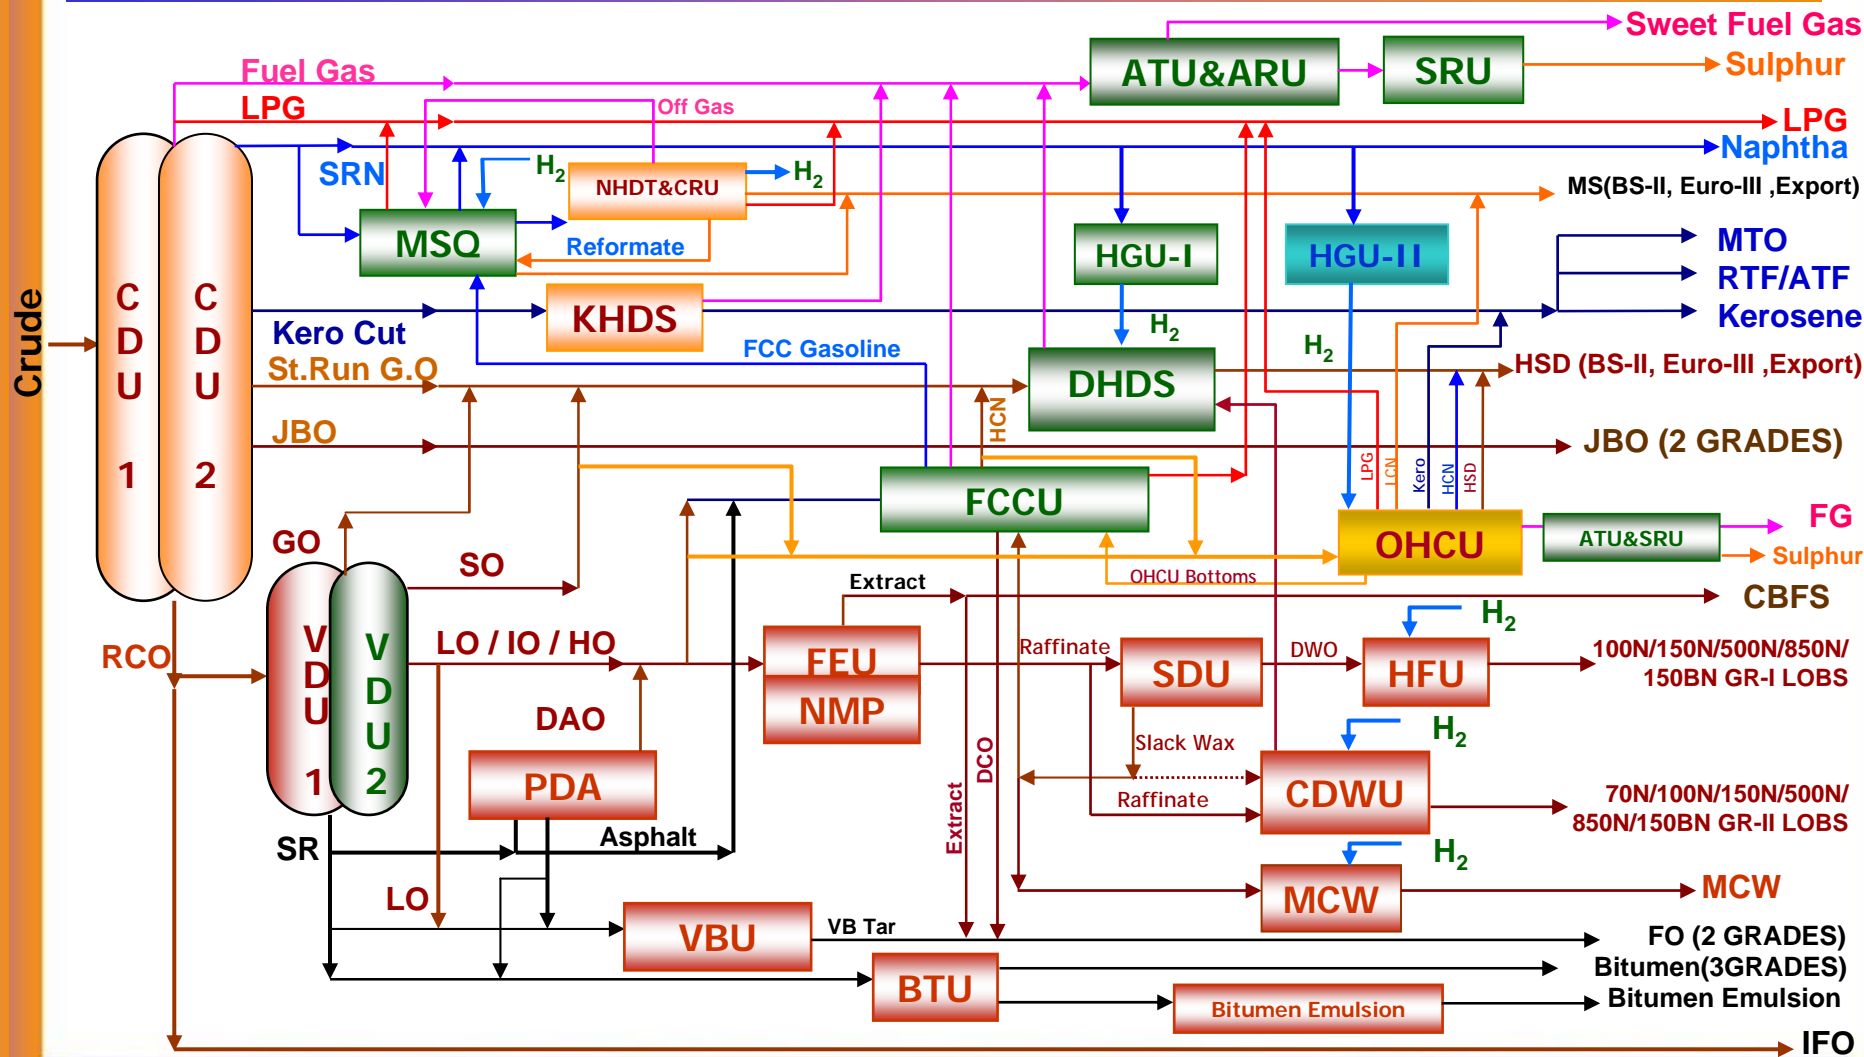 Sweet Fuel Gas
Fuel Gas
ATU&ARU
SRU
Sulphur
LPG
Off Gas
LPG
SRN
H2
NHDT&CRU
H2
Naphtha
MS(BS-II, Euro-III ,Export)
MSQ
Reformate
HGU-I
HGU-II
MTO
RTF/ATF
C
D
U
1
C
D
U
2
Crude
Kero Cut
KHDS
H2
H2
Kerosene
FCC Gasoline
St.Run G.O
DHDS
HSD (BS-II, Euro-III ,Export)
HCN
JBO
JBO (2 GRADES)
LPG
LCN
Kero
HCN
HSD
FCCU
OHCU
ATU&SRU
FG
Sulphur
GO
SO
OHCU Bottoms
Extract
CBFS
H2
RCO
V
D
U
1
V
D
U
2
LO / IO / HO
FEU
NMP
Raffinate
SDU
DWO
HFU
100N/150N/500N/850N/
150BN GR-I LOBS
DAO
H2
Slack Wax
PDA
DCO
Extract
Raffinate
CDWU
70N/100N/150N/500N/
850N/150BN GR-II LOBS
SR
Asphalt
H2
LO
MCW
MCW
VBU
VB Tar
FO (2 GRADES)
BTU
Bitumen(3GRADES)
Bitumen Emulsion
Bitumen Emulsion
IFO